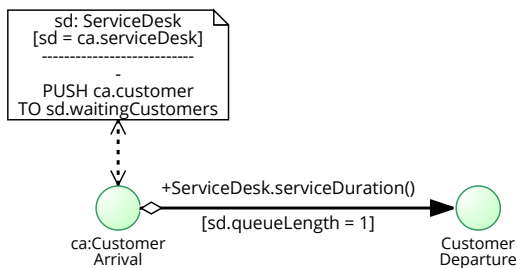 sd: ServiceDesk
[sd = ca.serviceDesk]
---------------------------
-
PUSH ca.customer
TO sd.waitingCustomers
+ServiceDesk.serviceDuration()
[sd.queueLength = 1]
ca:Customer
Arrival
Customer
Departure